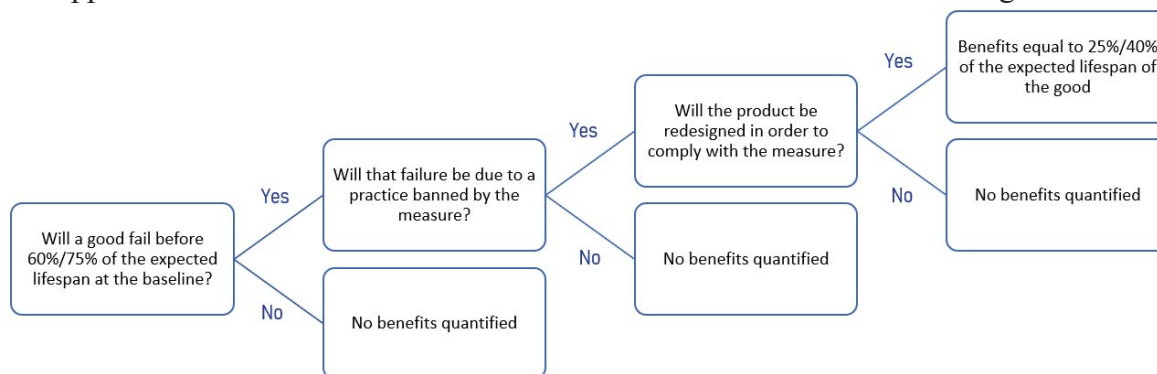 Will a good fail before
60%/75% of the expected
lifespan at the baseline?
Yes
No
Will that failure be due to a
practice banned by the
measure?
No benefits quantified
Yes
No
Will the product be
redesigned in order to
comply with the measure?
No benefits quantified
Yes
No
Benefits equal to 25%/40%
of the expected lifespan of
the good
No benefits quantified